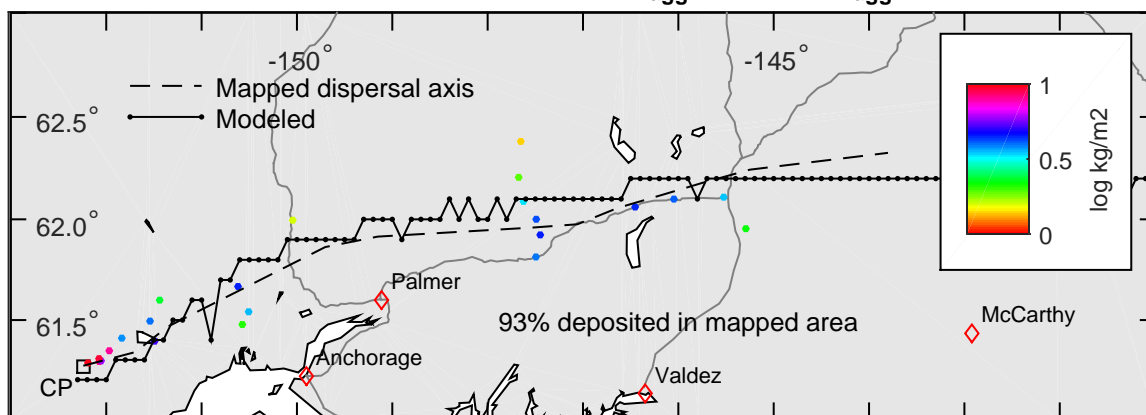 -150°
-145°
Mapped dispersal axis
Modeled
62.5°
62.0°
61.5°
1
0.5
0
log kg/m2
Palmer
McCarthy
93% deposited in mapped area
Anchorage
Valdez
CP